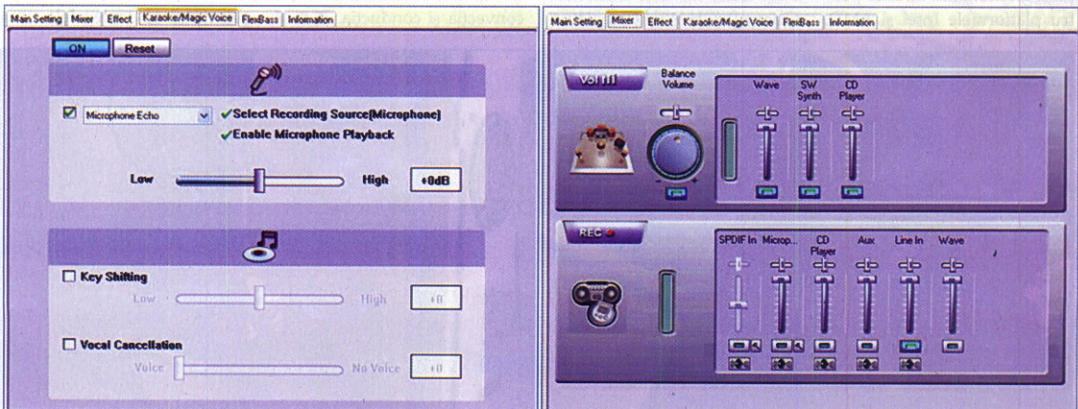 Main Setting Mixer Effect Karaoke/Magic Voice FlexBass Information
ON Reset
Microphone Echo
Select Recording Source(Microphone)
Enable Microphone Playback
Low High +0dB
Key Shifting
Low High +0
Vocal Cancellation
Voice No Voice +0
Main Setting Mixer Effect Karaoke/Magic Voice FlexBass Information
Balance
Volume
Wave SW
Synth CD
Player
- +
REC
SPDIF In Microp... CD
Player Aux Line In Wave